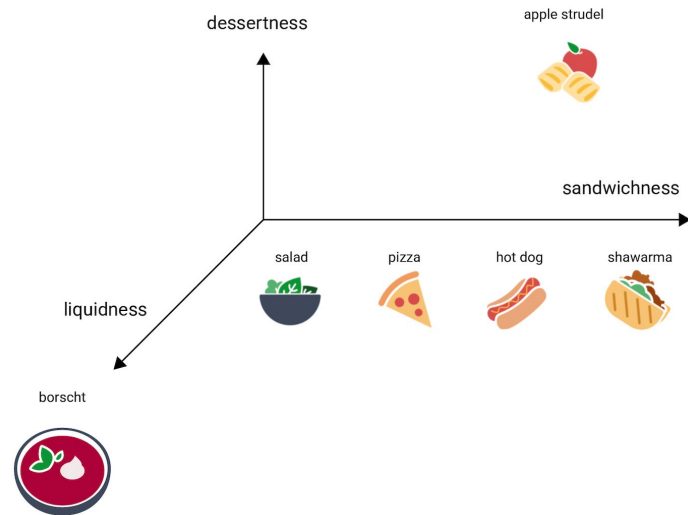 dessertness
apple strudel
sandwichness
salad
pizza
hot dog
shawarma
liquidness
borscht